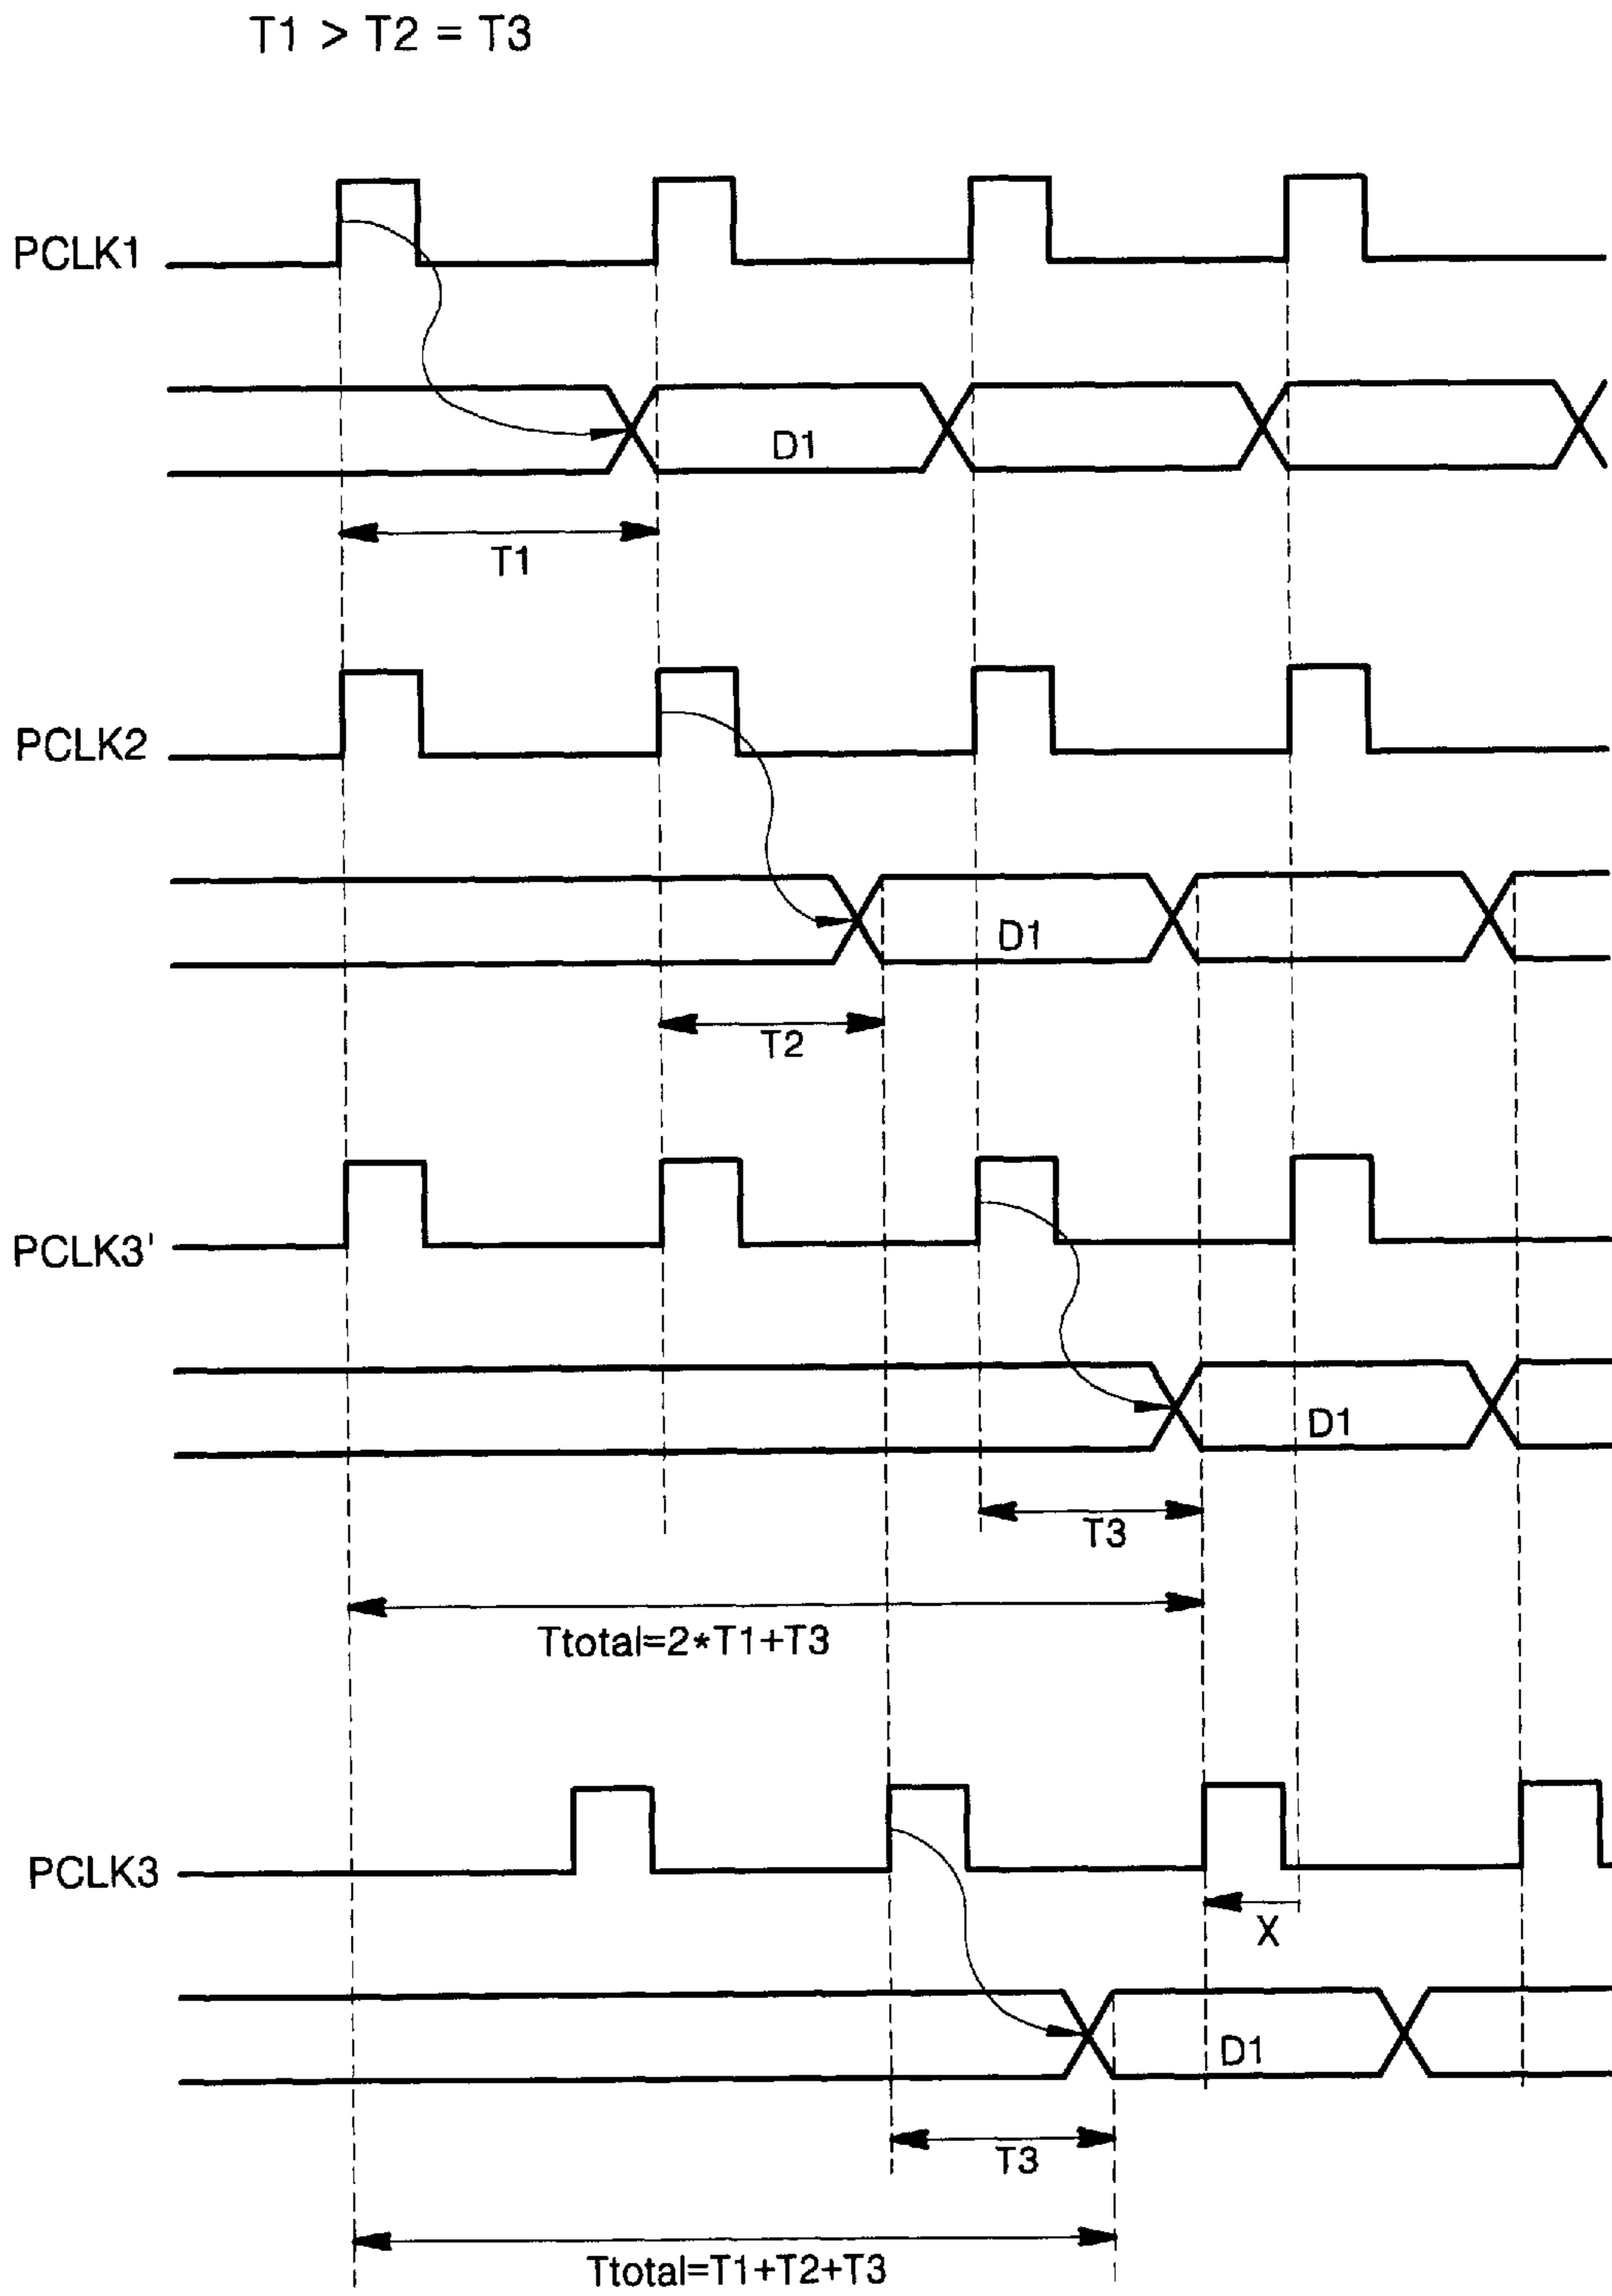 T1 > T2 = T3
PCLK1
D1
T1
PCLK2
D1
T2
PCLK3'
D1
T3
Ttotal=2*T1+T3
PCLK3
X
D1
T3
Ttotal=T1+T2+T3